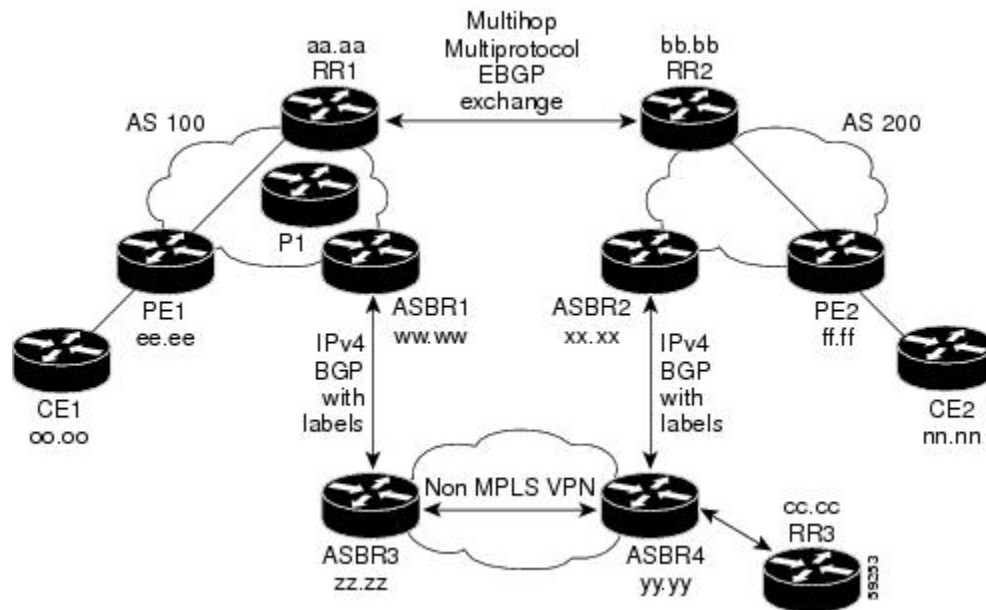 Multihop
Multiprotocol
EBGP
exchange
aa.aa
RR1
bb.bb
RR2
AS 100
AS 200
P1
PE1
ee.ee
ASBR1
ww.ww
ASBR2
xx.xx
PE2
ff.ff
CE1
oo.oo
IPv4
BGP
with
labels
IPv4
BGP
with
labels
CE2
nn.nn
Non MPLS VPN
ASBR3
zz.zz
ASBR4
yy.yy
cc.cc
RR3
59253